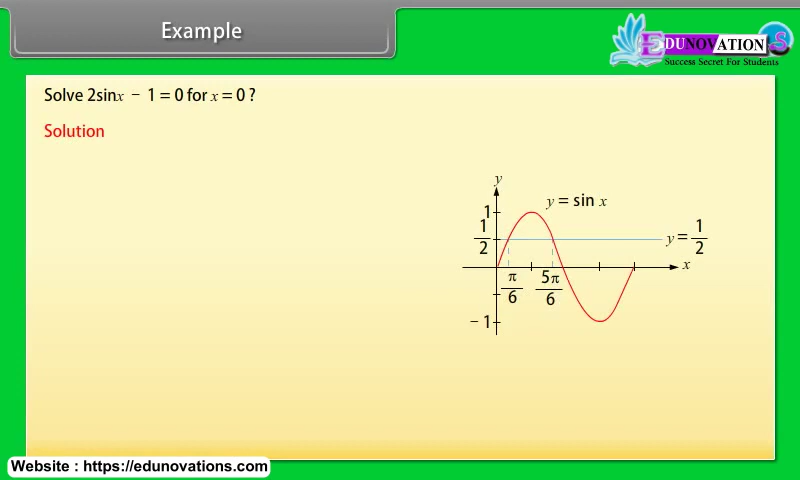 Example
EDUNOVATION S
Success Secret For Students
Solve 2sinx − 1 = 0 for x = 0 ?
Solution
y
y = sin x
1
1
2
y = 1
2
x
π
6
5π
6
− 1
Website : https://edunovations.com